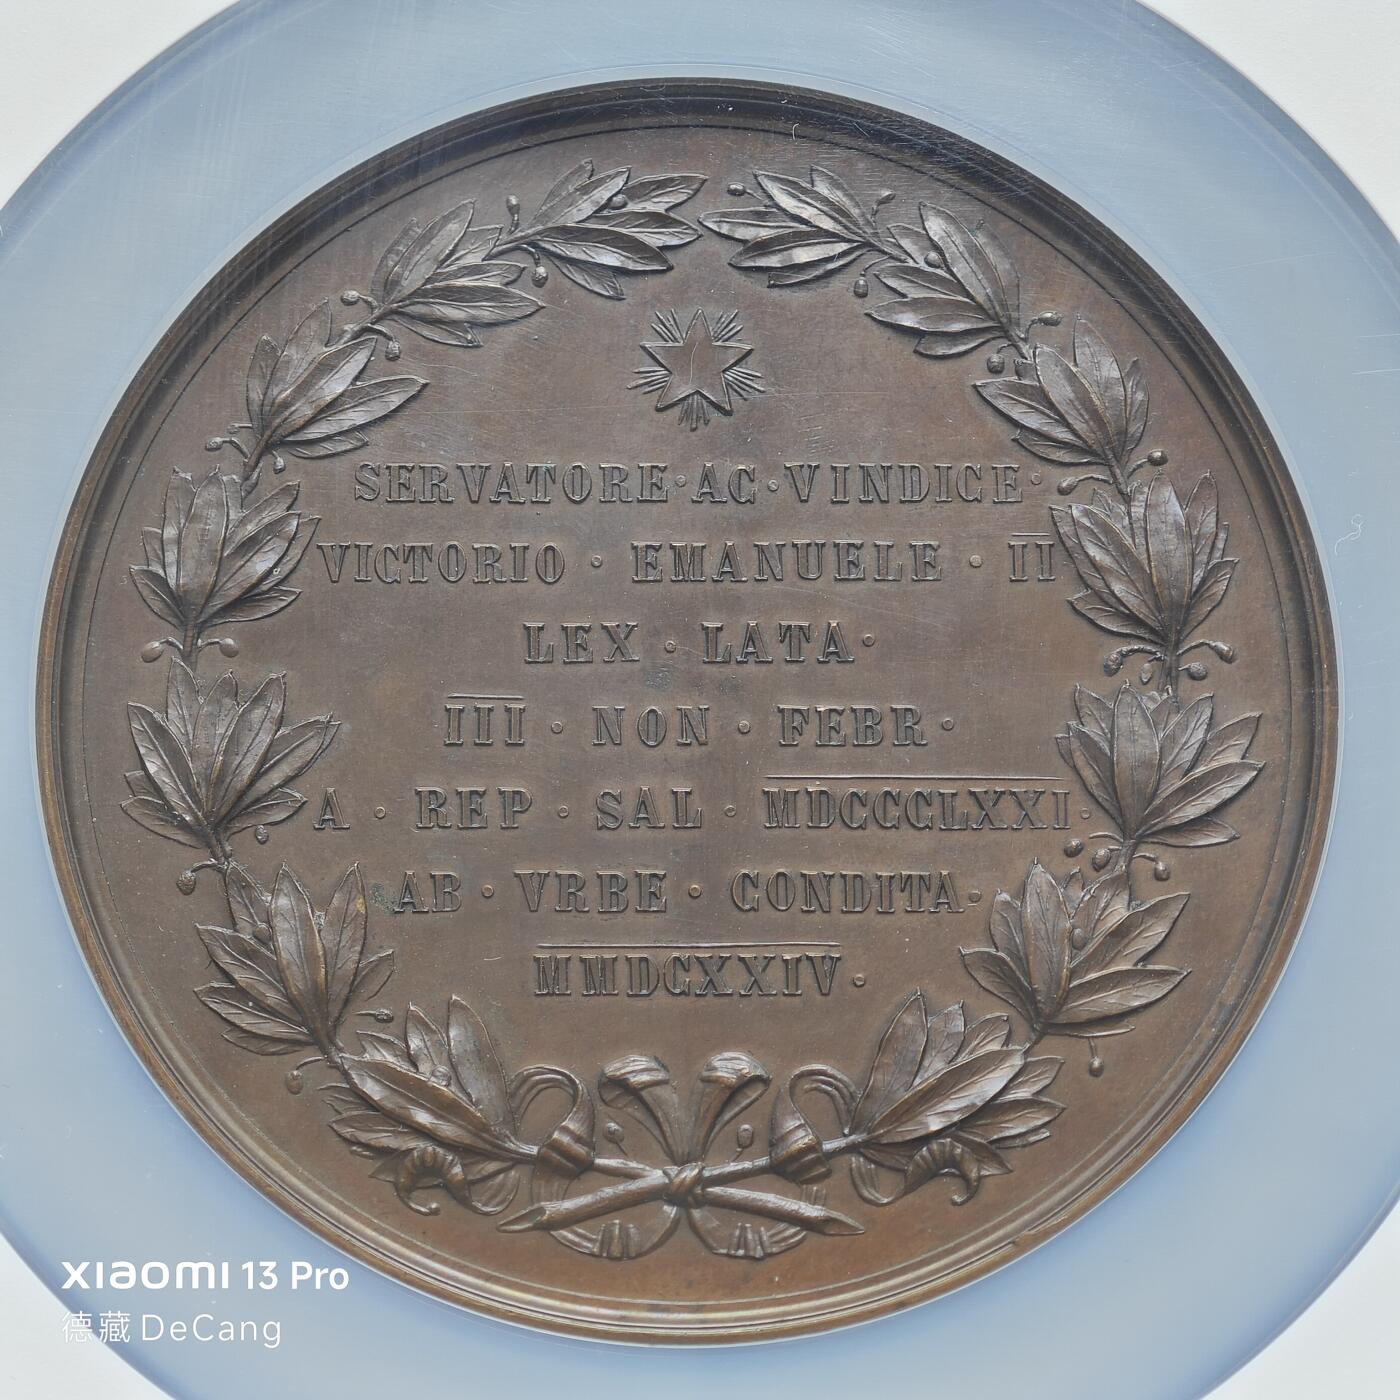 SERVATORE · AC · VINDICE ·
VICTORIO · EMANUELE · II
LEX · LATA ·
III · NON · FEBR ·
A · REP · SAL · MDCCCLXXI ·
AB · VRBE · CONDITA ·
MMDCXXIV ·
xiaomi 13 Pro
德藏 DeCang